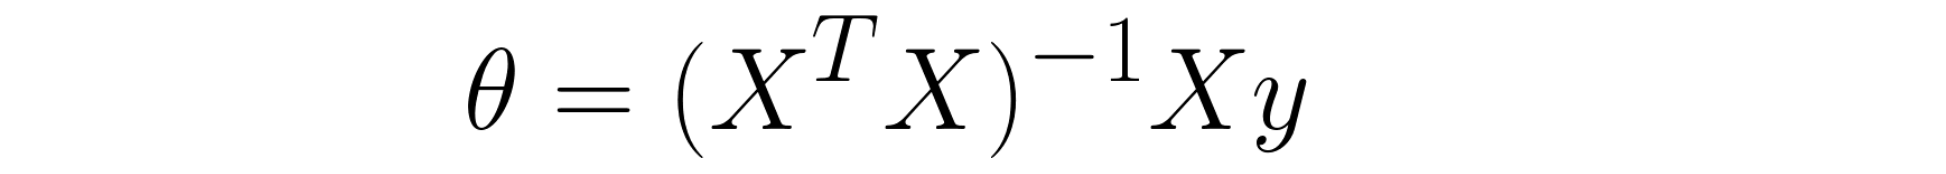 θ = (X^T X)^{-1} X y